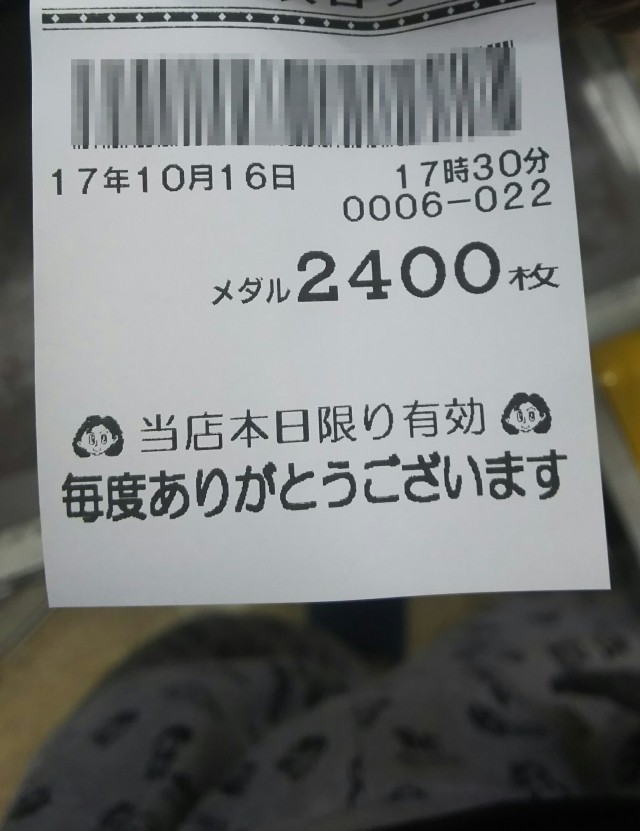 17年10月16日 17時30分
0006-022
メダル2400枚
当店本日限り有効
毎度ありがとうございます